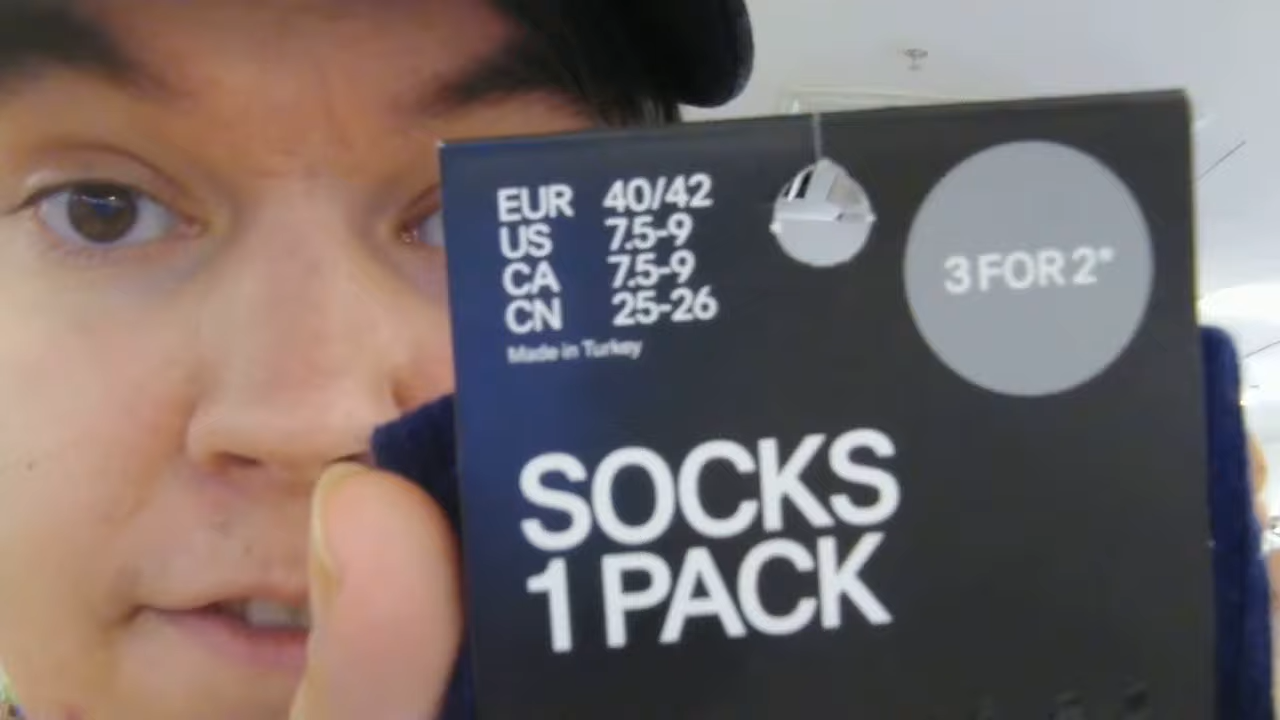 EUR 40/42
US 7.5-9
CA 7.5-9
CN 25-26
Made in Turkey
3 FOR 2*
SOCKS
1 PACK